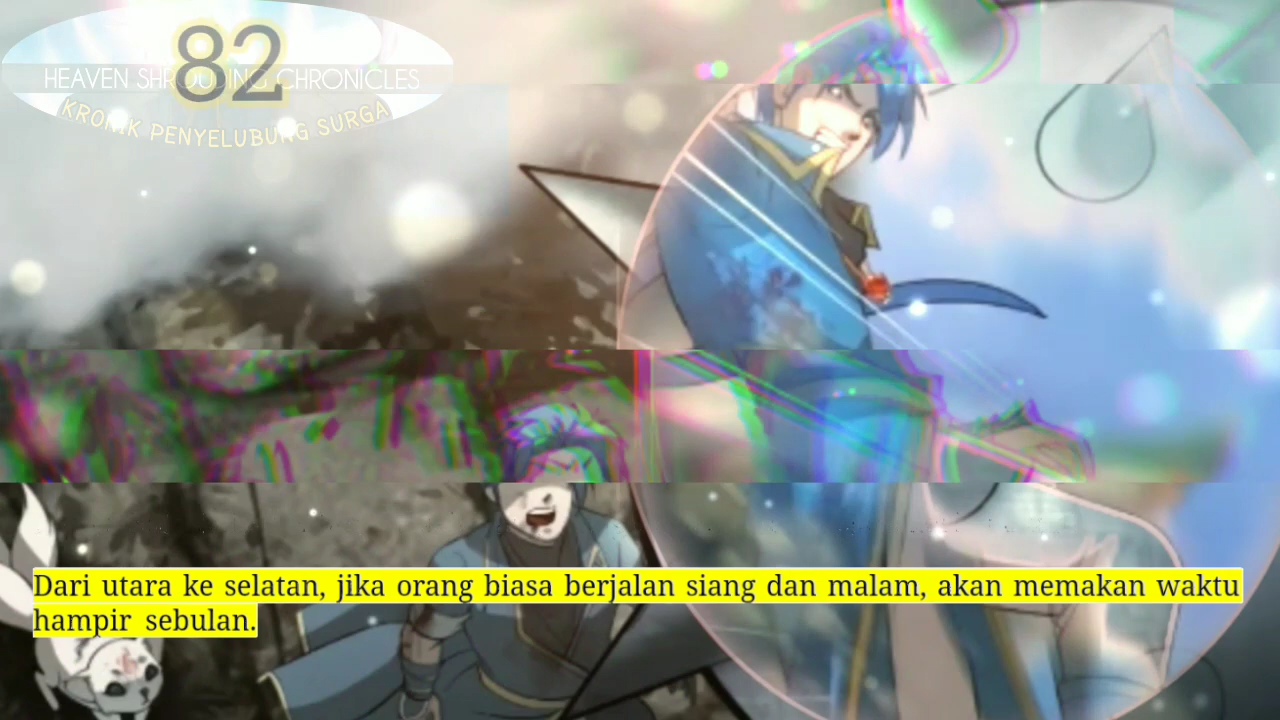 82
HEAVEN SHROUDING CHRONICLES
KRONIK PENYELUBUNG SURGA
Dari utara ke selatan, jika orang biasa berjalan siang dan malam, akan memakan waktu
hampir sebulan.